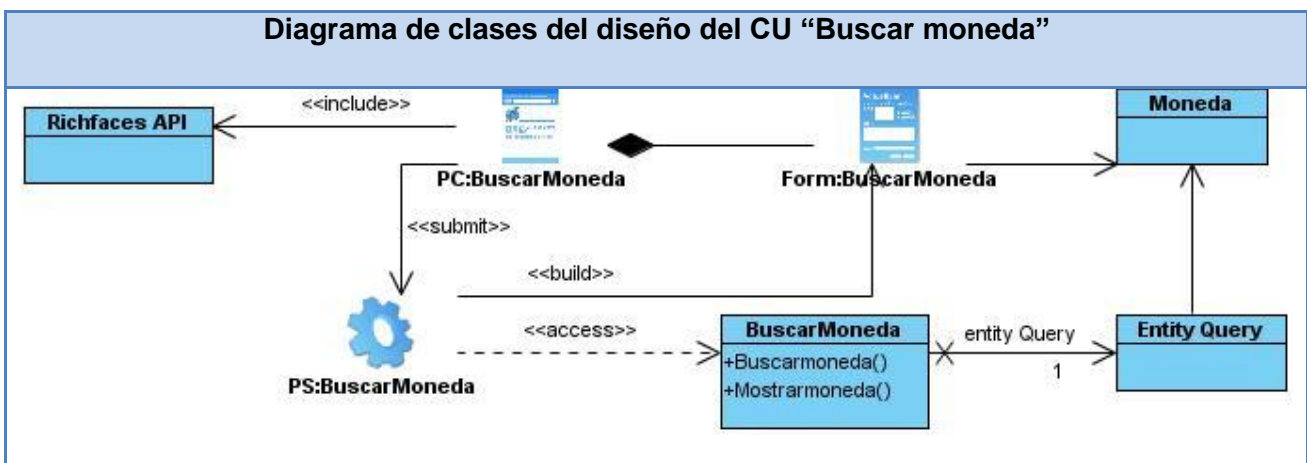 Diagrama de clases del diseño del CU “Buscar moneda”
<<include>>
Richfaces API
Moneda
PC:BuscarMoneda
Form:BuscarMoneda
<<submit>>
<<build>>
<<access>>
BuscarMoneda
entity Query
Entity Query
+Buscarmoneda()
1
+Mostrarmoneda()
PS:BuscarMoneda